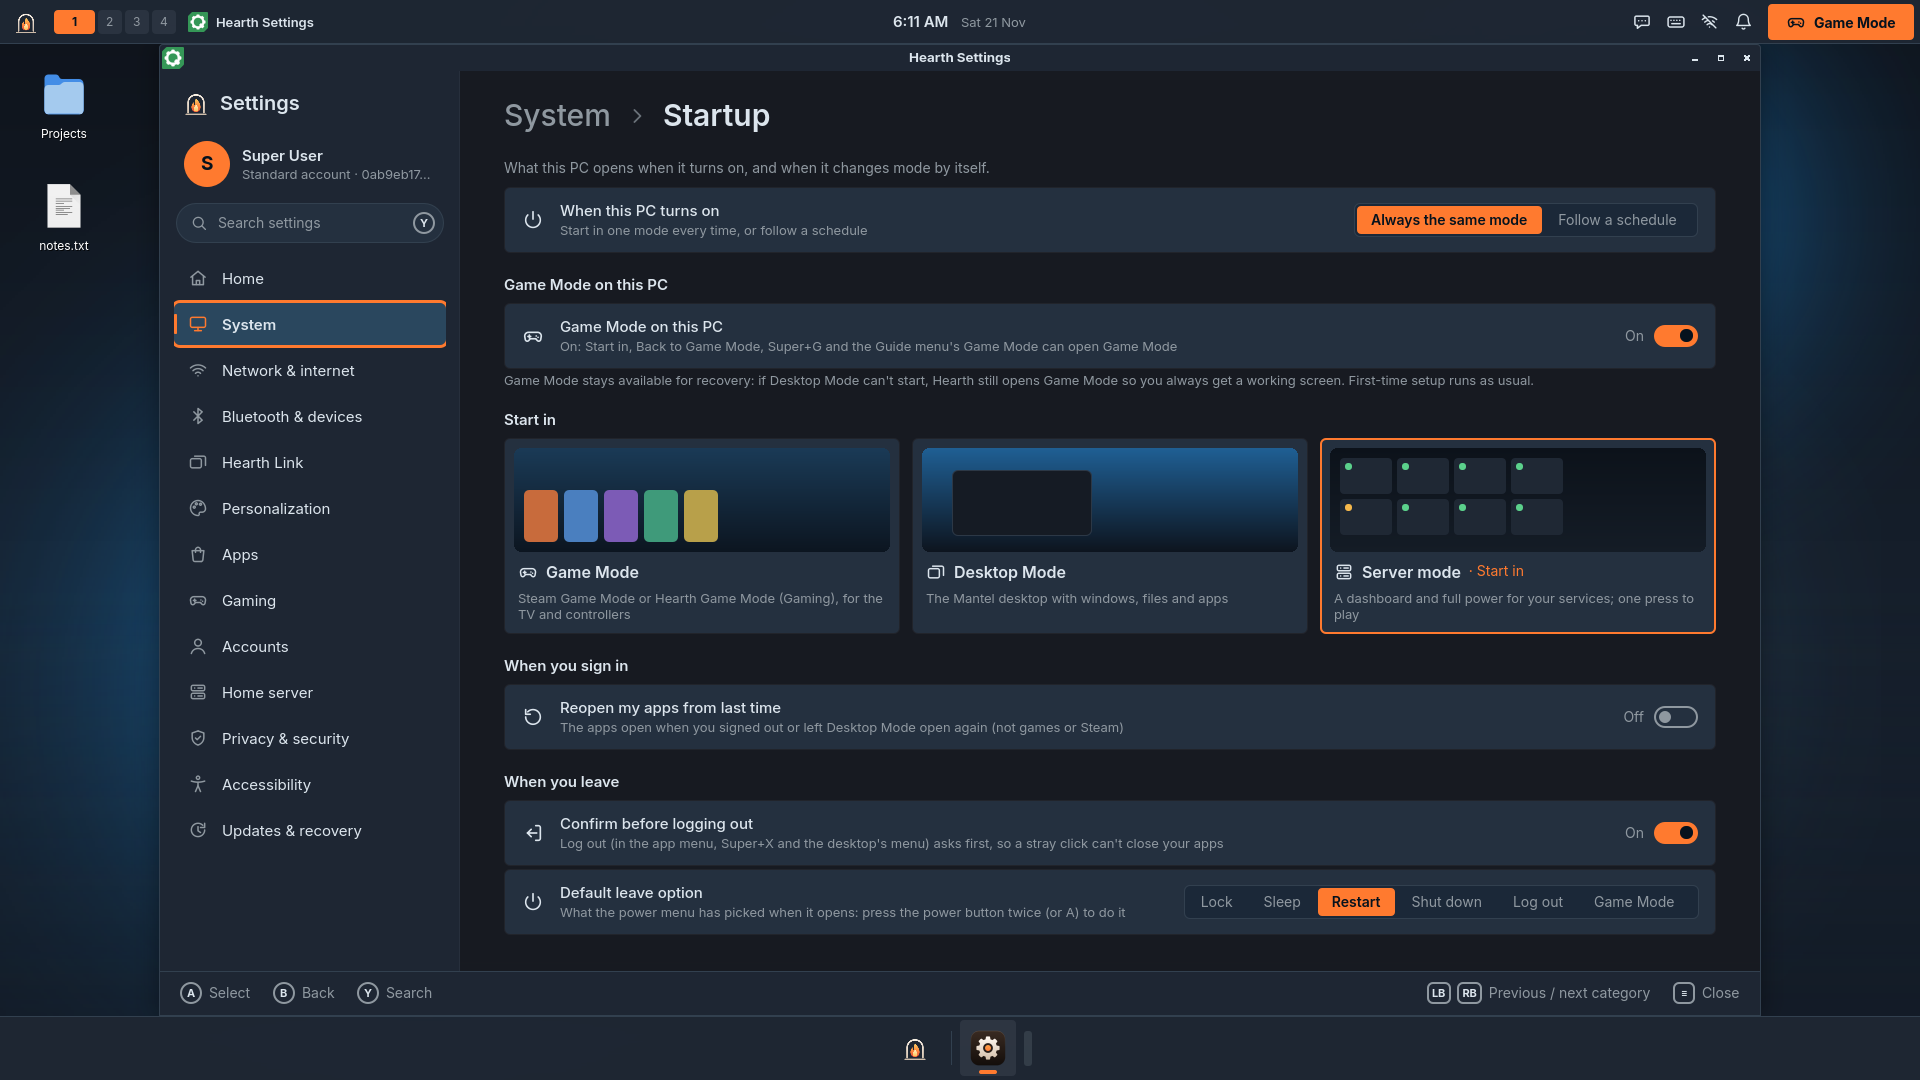 1 2 3 4 Hearth Settings
6:11 AM Sat 21 Nov
Game Mode
Projects
notes.txt
Hearth Settings
Settings
S
Super User
Standard account · 0ab9eb17...
Search settings Y
Home
System
Network & internet
Bluetooth & devices
Hearth Link
Personalization
Apps
Gaming
Accounts
Home server
Privacy & security
Accessibility
Updates & recovery
System > Startup
What this PC opens when it turns on, and when it changes mode by itself.
When this PC turns on
Start in one mode every time, or follow a schedule
Always the same mode Follow a schedule
Game Mode on this PC
Game Mode on this PC
On: Start in, Back to Game Mode, Super+G and the Guide menu's Game Mode can open Game Mode
On
Game Mode stays available for recovery: if Desktop Mode can't start, Hearth still opens Game Mode so you always get a working screen. First-time setup runs as usual.
Start in
Game Mode
Steam Game Mode or Hearth Game Mode (Gaming), for the
TV and controllers
Desktop Mode
The Mantel desktop with windows, files and apps
Server mode · Start in
A dashboard and full power for your services; one press to
play
When you sign in
Reopen my apps from last time
The apps open when you signed out or left Desktop Mode open again (not games or Steam)
Off
When you leave
Confirm before logging out
Log out (in the app menu, Super+X and the desktop's menu) asks first, so a stray click can't close your apps
On
Default leave option
What the power menu has picked when it opens: press the power button twice (or A) to do it
Lock Sleep Restart Shut down Log out Game Mode
A Select B Back Y Search
LB RB Previous / next category ≡ Close